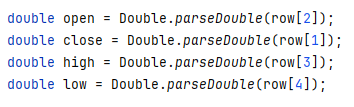 double open = Double.parseDouble(row[2]);
double close = Double.parseDouble(row[1]);
double high = Double.parseDouble(row[3]);
double low = Double.parseDouble(row[4]);